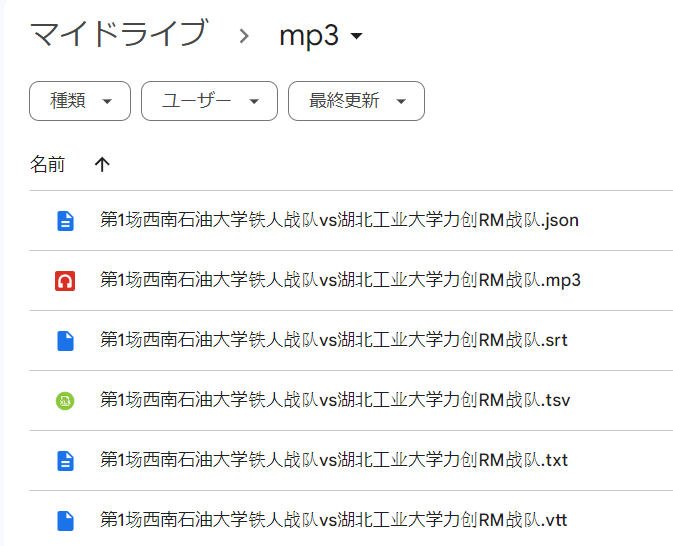 マイドライブ > mp3
種類 ユーザー 最終更新
名前 ↑
第1场西南石油大学铁人战队vs湖北工业大学力创RM战队.json
第1场西南石油大学铁人战队vs湖北工业大学力创RM战队.mp3
第1场西南石油大学铁人战队vs湖北工业大学力创RM战队.srt
第1场西南石油大学铁人战队vs湖北工业大学力创RM战队.tsv
第1场西南石油大学铁人战队vs湖北工业大学力创RM战队.txt
第1场西南石油大学铁人战队vs湖北工业大学力创RM战队.vtt